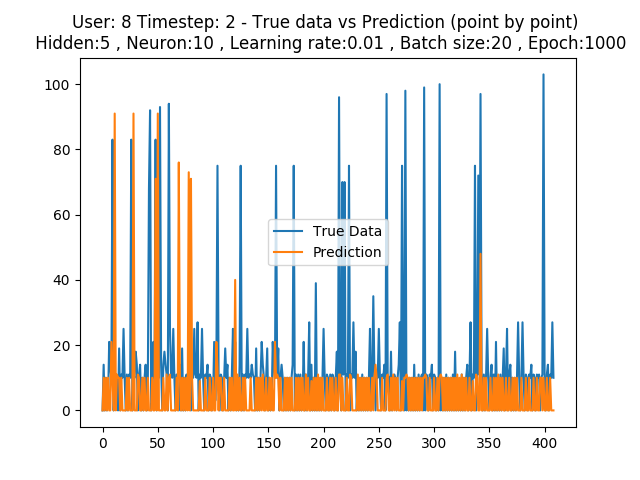 User: 8 Timestep: 2 - True data vs Prediction (point by point)
Hidden:5 , Neuron:10 , Learning rate:0.01 , Batch size:20 , Epoch:1000
100
80
60
40
20
0
True Data
Prediction
0 50 100 150 200 250 300 350 400